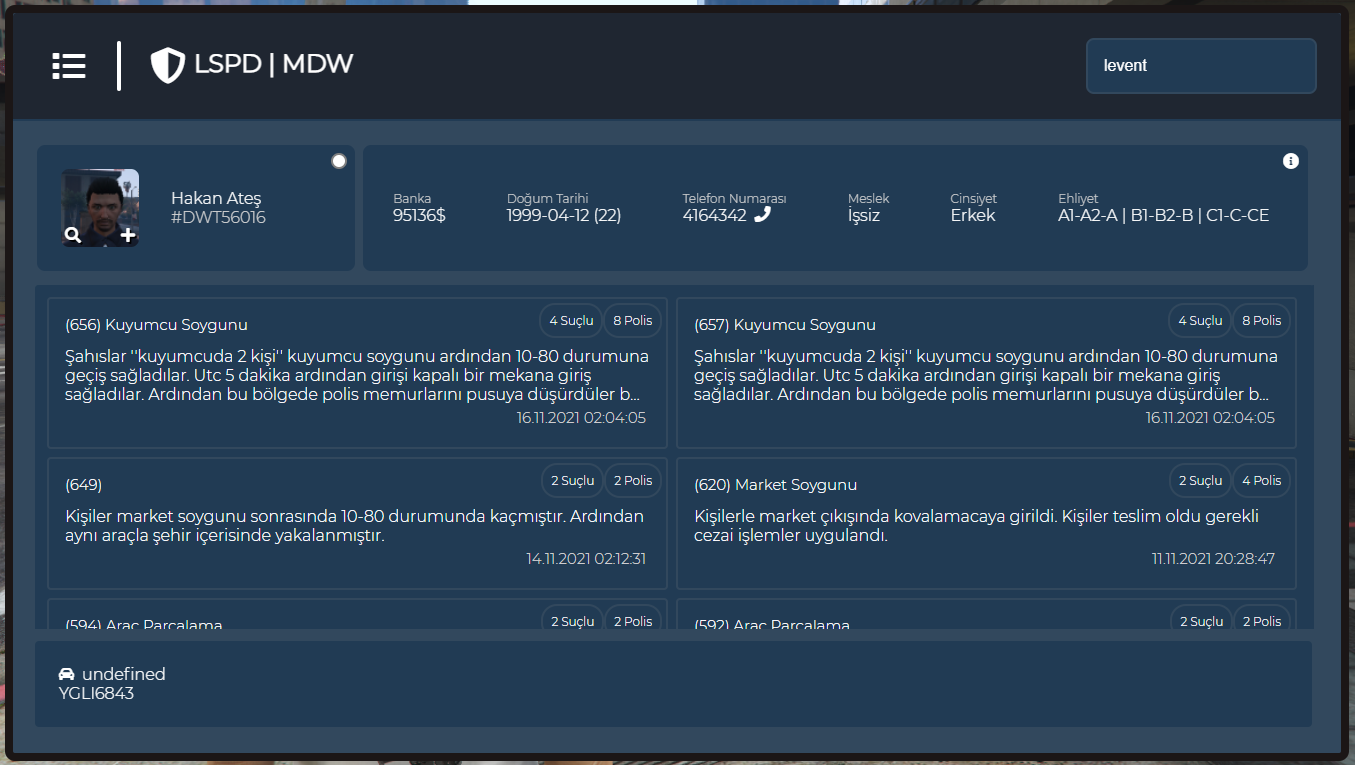 LSPD | MDW
levent
Hakan Ateş
#DWT56016
Banka
95136$
Doğum Tarihi
1999-04-12 (22)
Telefon Numarası
4164342
Meslek
İşsiz
Cinsiyet
Erkek
Ehliyet
A1-A2-A | B1-B2-B | C1-C-CE
(656) Kuyumcu Soygunu
4 Suçlu
8 Polis
Şahıslar ''kuyumcuda 2 kişi'' kuyumcu soygunu ardından 10-80 durumuna
geçiş sağladılar. Utc 5 dakika ardından girişi kapalı bir mekana giriş
sağladılar. Ardından bu bölgede polis memurlarını pusuya düşürdüler b...
16.11.2021 02:04:05
(657) Kuyumcu Soygunu
4 Suçlu
8 Polis
Şahıslar ''kuyumcuda 2 kişi'' kuyumcu soygunu ardından 10-80 durumuna
geçiş sağladılar. Utc 5 dakika ardından girişi kapalı bir mekana giriş
sağladılar. Ardından bu bölgede polis memurlarını pusuya düşürdüler b...
16.11.2021 02:04:05
(649)
2 Suçlu
2 Polis
Kişiler market soygunu sonrasında 10-80 durumunda kaçmıştır. Ardından
aynı araçla şehir içerisinde yakalanmıştır.
14.11.2021 02:12:31
(620) Market Soygunu
2 Suçlu
4 Polis
Kişilerle market çıkışında kovalamacaya girildi. Kişiler teslim oldu gerekli
cezai işlemler uygulandı.
11.11.2021 20:28:47
(594) Araç Parçalama
2 Suçlu
2 Polis
(592) Araç Parçalama
2 Suçlu
2 Polis
undefined
YGLI6843